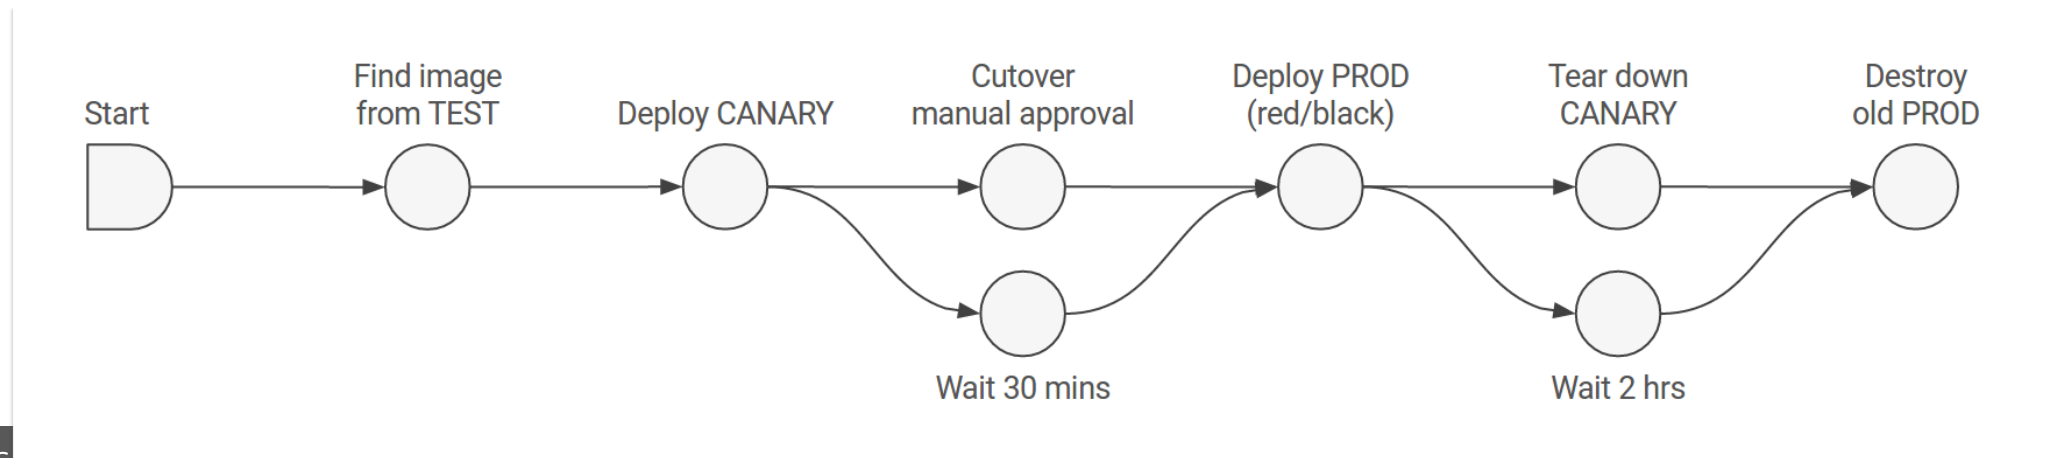 Start
Find image
from TEST
Deploy CANARY
Cutover
manual approval
Deploy PROD
(red/black)
Tear down
CANARY
Destroy
old PROD
Wait 30 mins
Wait 2 hrs